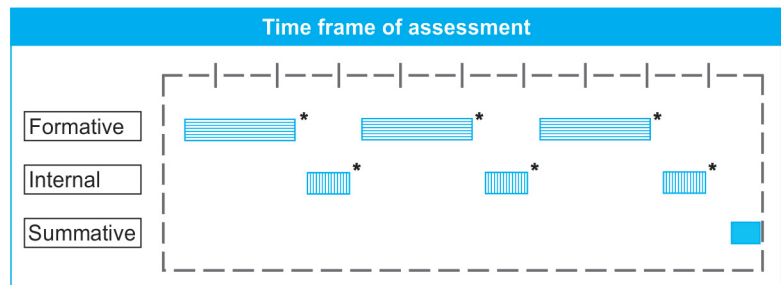 Time frame of assessment
Formative * * *
Internal * * *
Summative